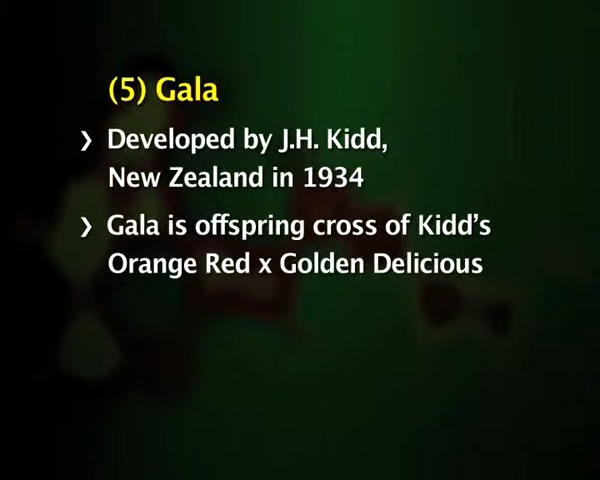 (5) Gala
❯ Developed by J.H. Kidd,
New Zealand in 1934
❯ Gala is offspring cross of Kidd's
Orange Red x Golden Delicious